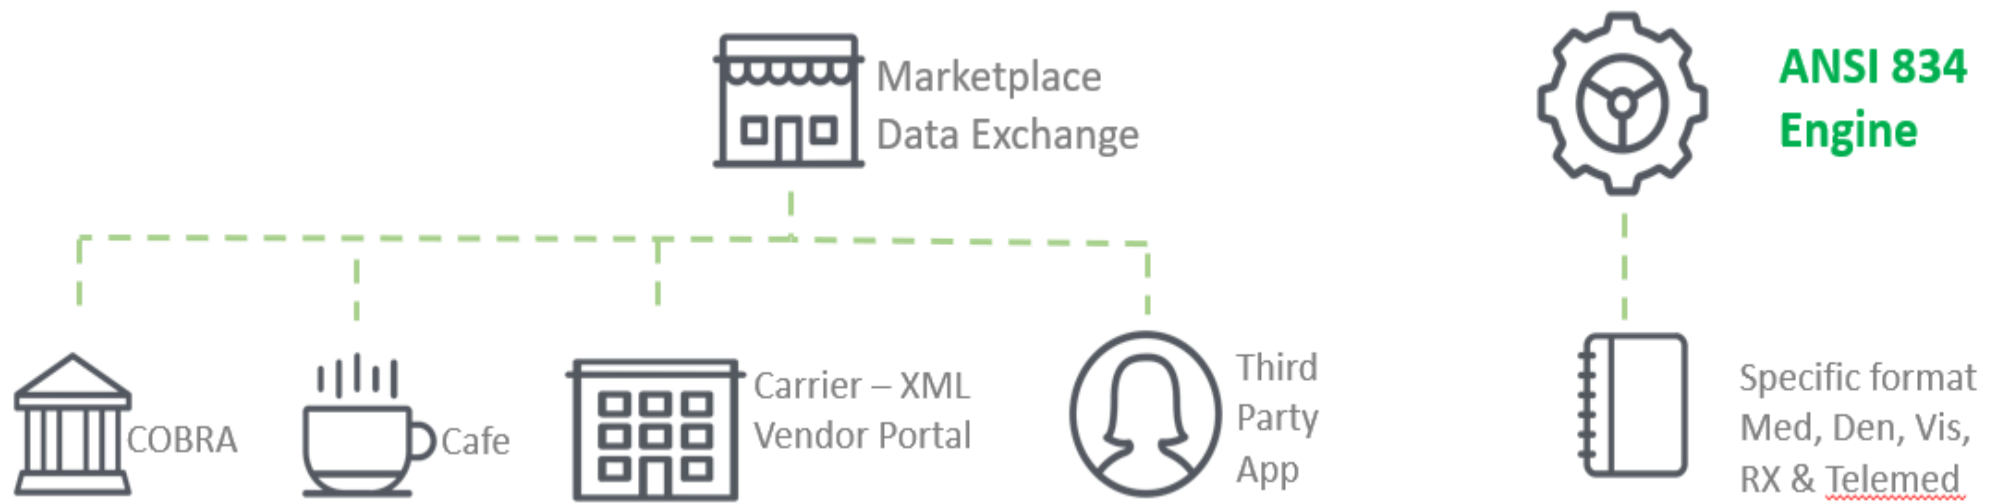 Marketplace
Data Exchange
ANSI 834
Engine
COBRA
Cafe
Carrier – XML
Vendor Portal
Third
Party
App
Specific format
Med, Den, Vis,
RX & Telemed